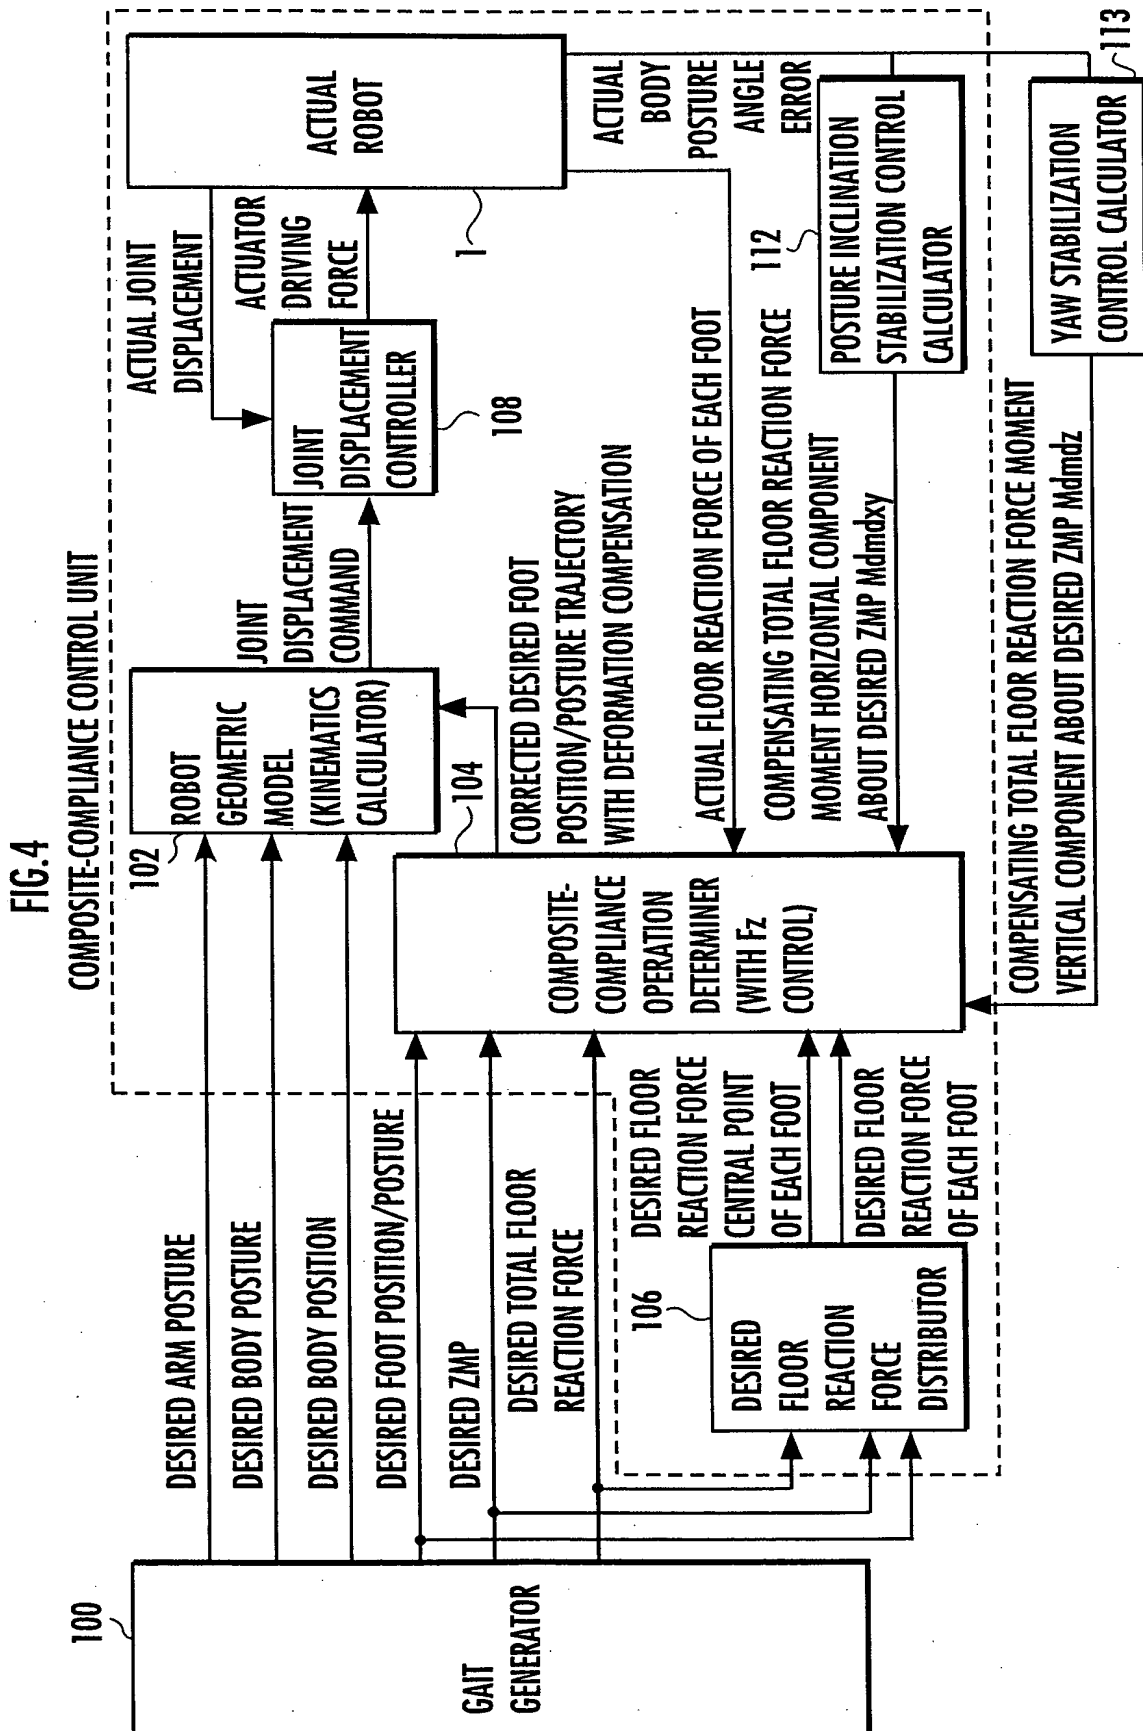 FIG.4
COMPOSITE-COMPLIANCE CONTROL UNIT
100
GAIT
GENERATOR
DESIRED ARM POSTURE
DESIRED BODY POSTURE
DESIRED BODY POSITION
DESIRED FOOT POSITION/POSTURE
DESIRED ZMP
DESIRED TOTAL FLOOR
REACTION FORCE
102
ROBOT
GEOMETRIC
MODEL
(KINEMATICS
CALCULATOR)
JOINT
DISPLACEMENT
COMMAND
JOINT
DISPLACEMENT
CONTROLLER
108
ACTUAL JOINT
DISPLACEMENT
ACTUATOR
DRIVING
FORCE
ACTUAL
ROBOT
1
104
CORRECTED DESIRED FOOT
POSITION/POSTURE TRAJECTORY
WITH DEFORMATION COMPENSATION
COMPOSITE-
COMPLIANCE
OPERATION
DETERMINER
(WITH Fz
CONTROL)
106
DESIRED
FLOOR
REACTION
FORCE
DISTRIBUTOR
DESIRED FLOOR
REACTION FORCE
CENTRAL POINT
OF EACH FOOT
DESIRED FLOOR
REACTION FORCE
OF EACH FOOT
ACTUAL FLOOR REACTION FORCE OF EACH FOOT
ACTUAL
BODY
POSTURE
ANGLE
ERROR
COMPENSATING TOTAL FLOOR REACTION FORCE
MOMENT HORIZONTAL COMPONENT
ABOUT DESIRED ZMP Mdmdxy
112
POSTURE INCLINATION
STABILIZATION CONTROL
CALCULATOR
COMPENSATING TOTAL FLOOR REACTION FORCE MOMENT
VERTICAL COMPONENT ABOUT DESIRED ZMP Mdmdz
YAW STABILIZATION
CONTROL CALCULATOR
113